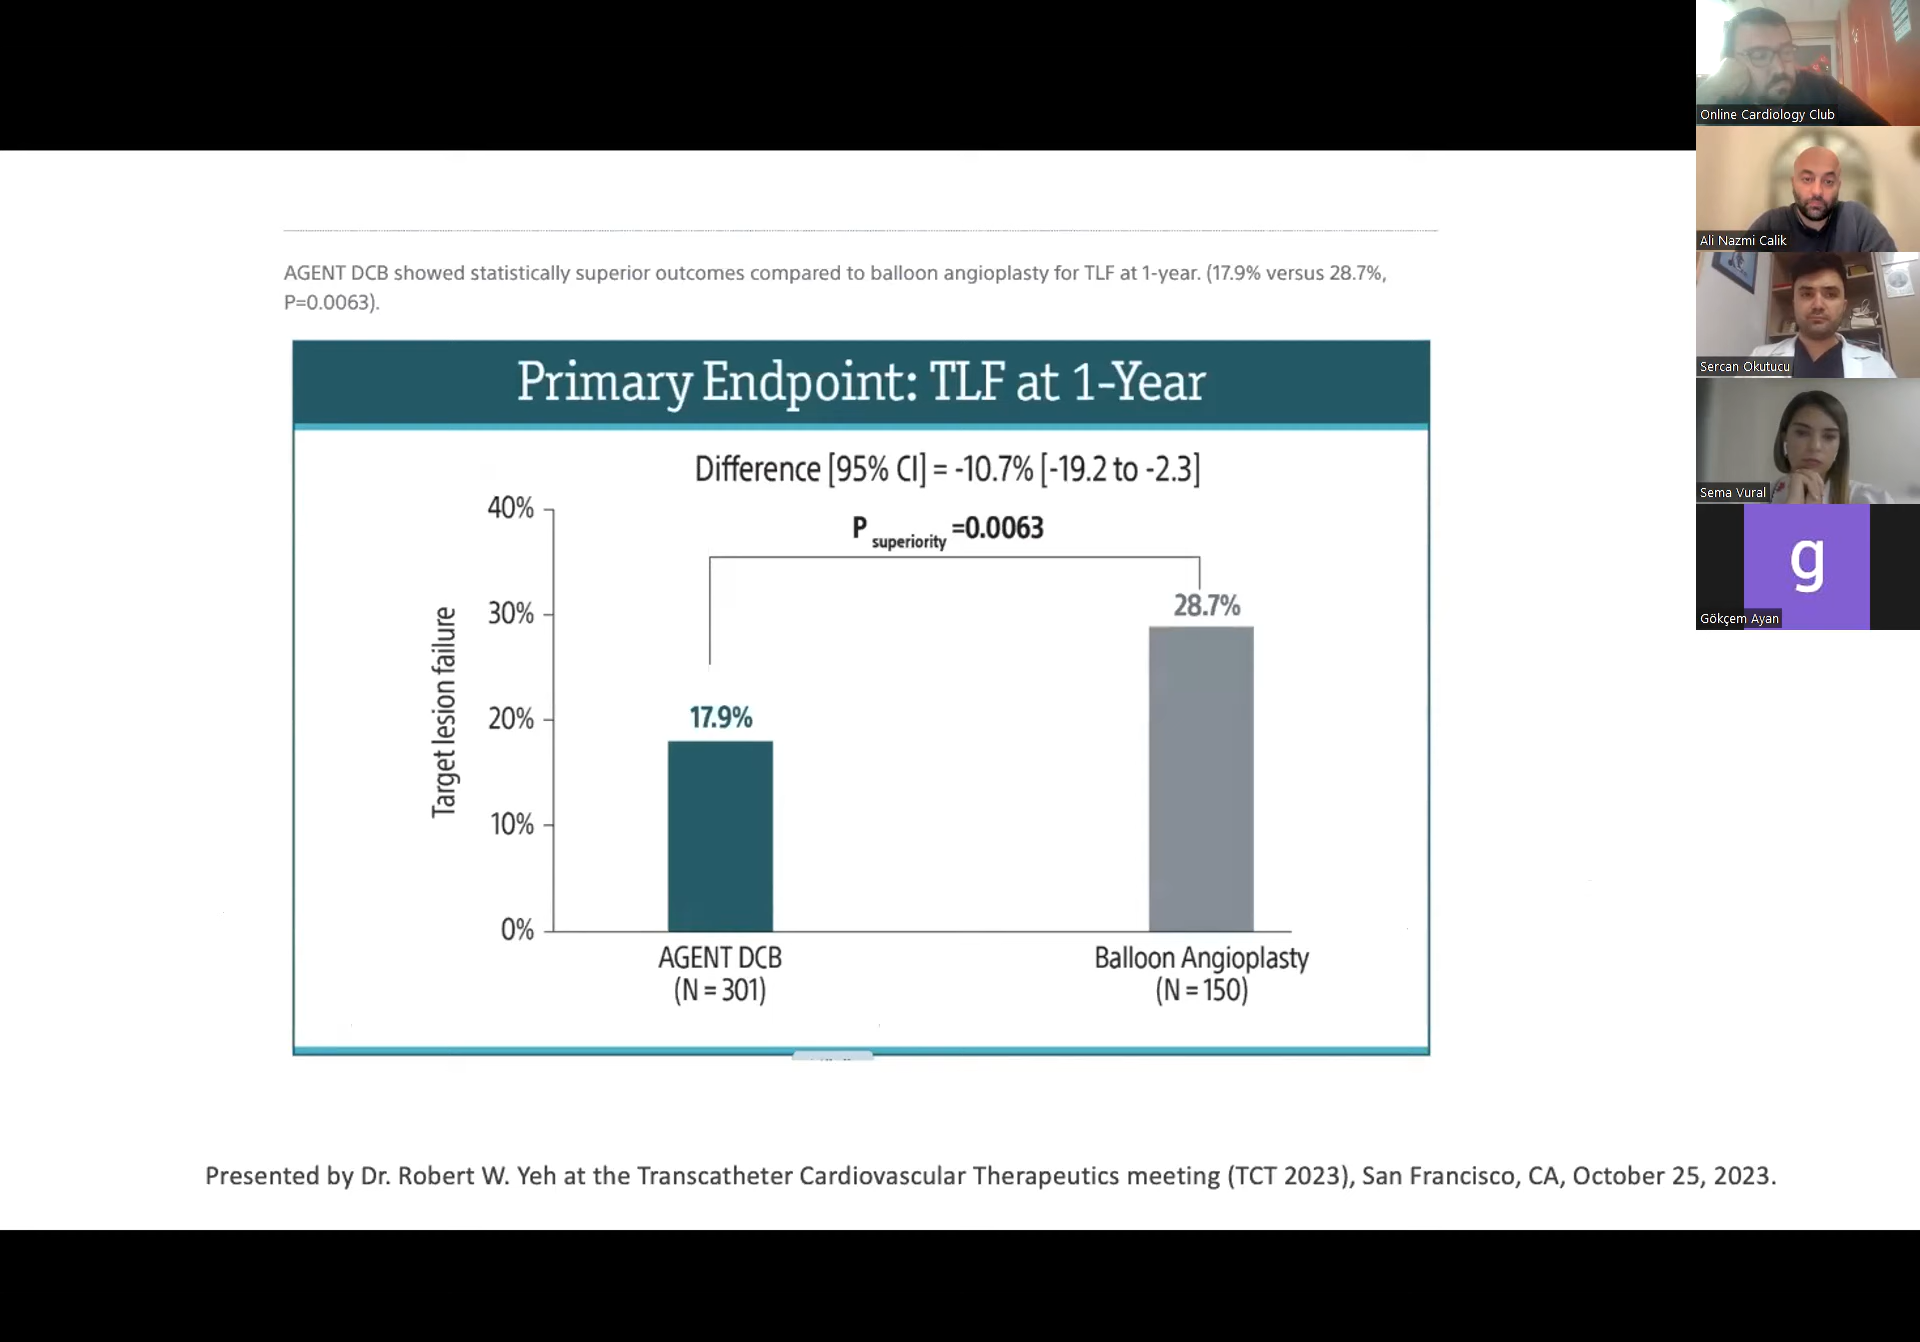 AGENT DCB showed statistically superior outcomes compared to balloon angioplasty for TLF at 1-year. (17.9% versus 28.7%,
P=0.0063).
Primary Endpoint: TLF at 1-Year
Difference [95% CI] = -10.7% [-19.2 to -2.3]
P superiority =0.0063
Target lesion failure
40%
30%
20%
10%
0%
17.9%
28.7%
AGENT DCB
(N = 301)
Balloon Angioplasty
(N = 150)
Presented by Dr. Robert W. Yeh at the Transcatheter Cardiovascular Therapeutics meeting (TCT 2023), San Francisco, CA, October 25, 2023.
Online Cardiology Club
Ali Nazmi Calik
Sercan Okutucu
Sema Vural
g
Gökçem Ayan